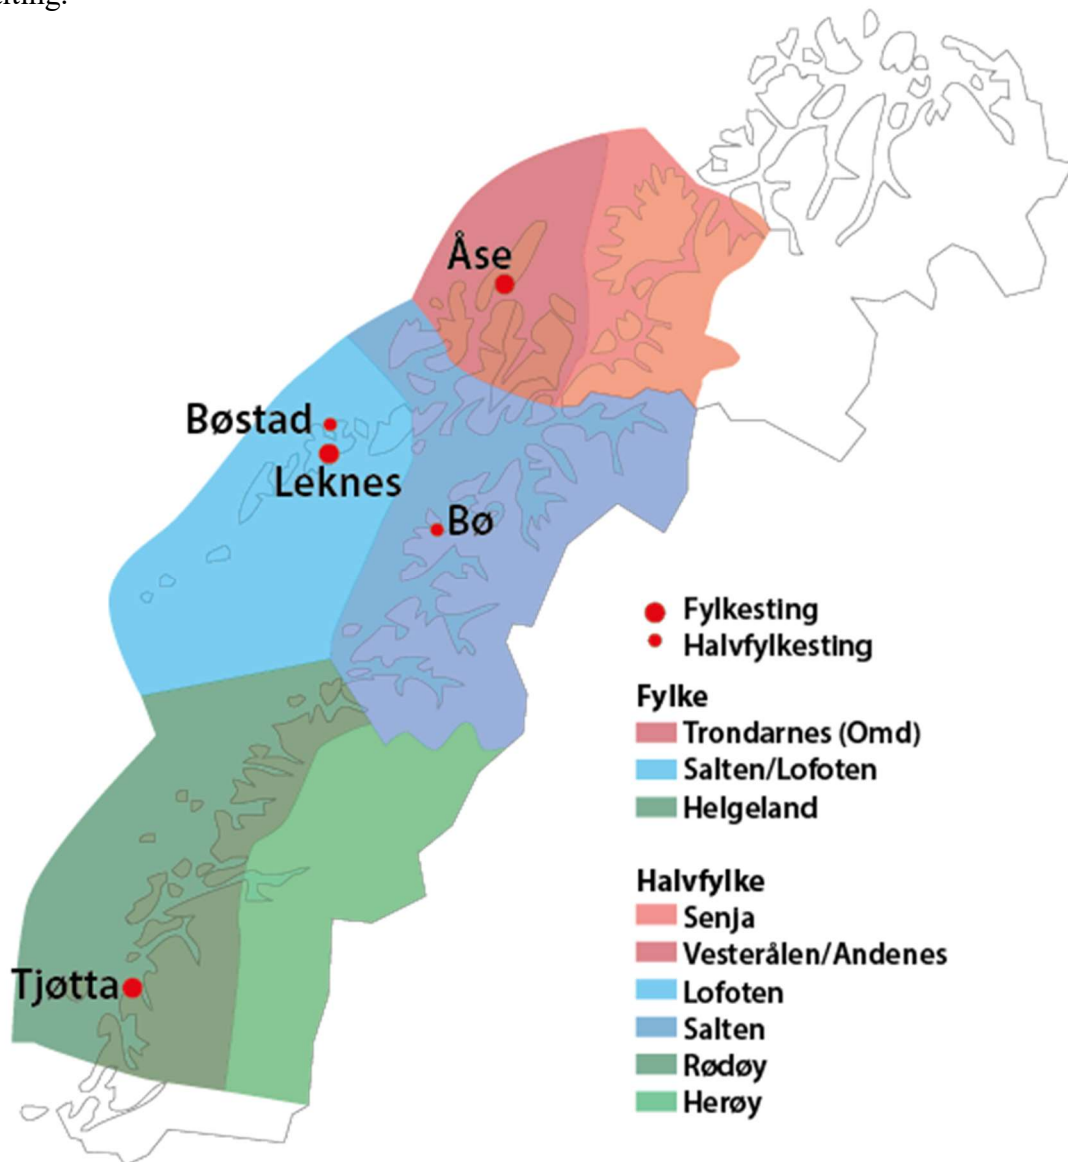 Åse
Bøstad
Leknes
Bø
Tjøtta
Fylkesting
Halvfylkesting
Fylke
Trondarnes (Omd)
Salten/Lofoten
Helgeland
Halvfylke
Senja
Vesterålen/Andenes
Lofoten
Salten
Rødøy
Herøy